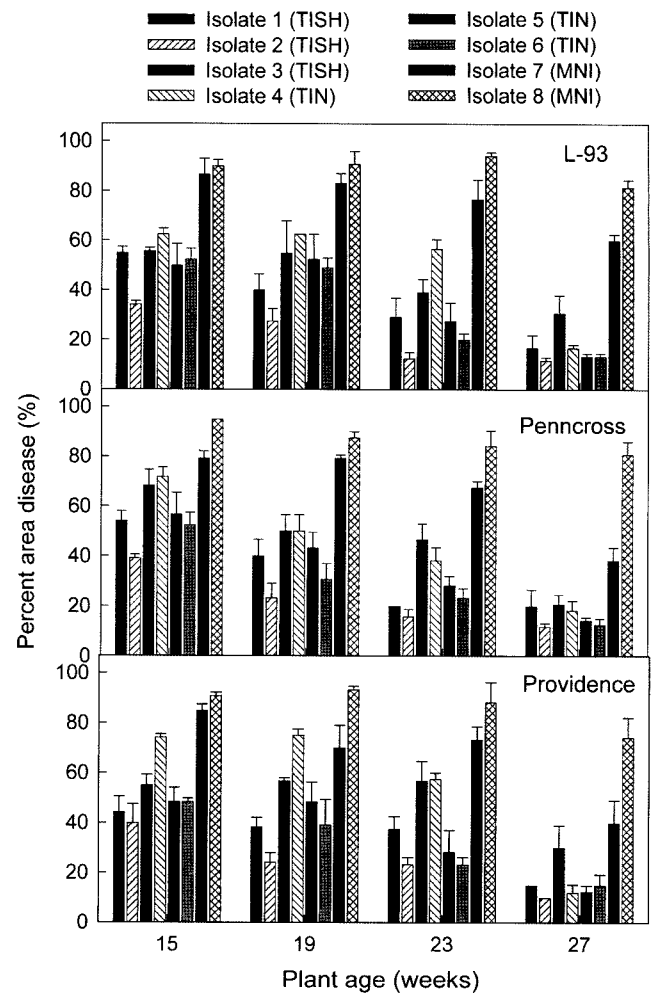 Isolate 1 (TISH)
Isolate 2 (TISH)
Isolate 3 (TISH)
Isolate 4 (TIN)
Isolate 5 (TIN)
Isolate 6 (TIN)
Isolate 7 (MNI)
Isolate 8 (MNI)
Percent area disease (%)
L-93
100
80
60
40
20
0
Penncross
100
80
60
40
20
0
Providence
100
80
60
40
20
0
15 19 23 27
Plant age (weeks)